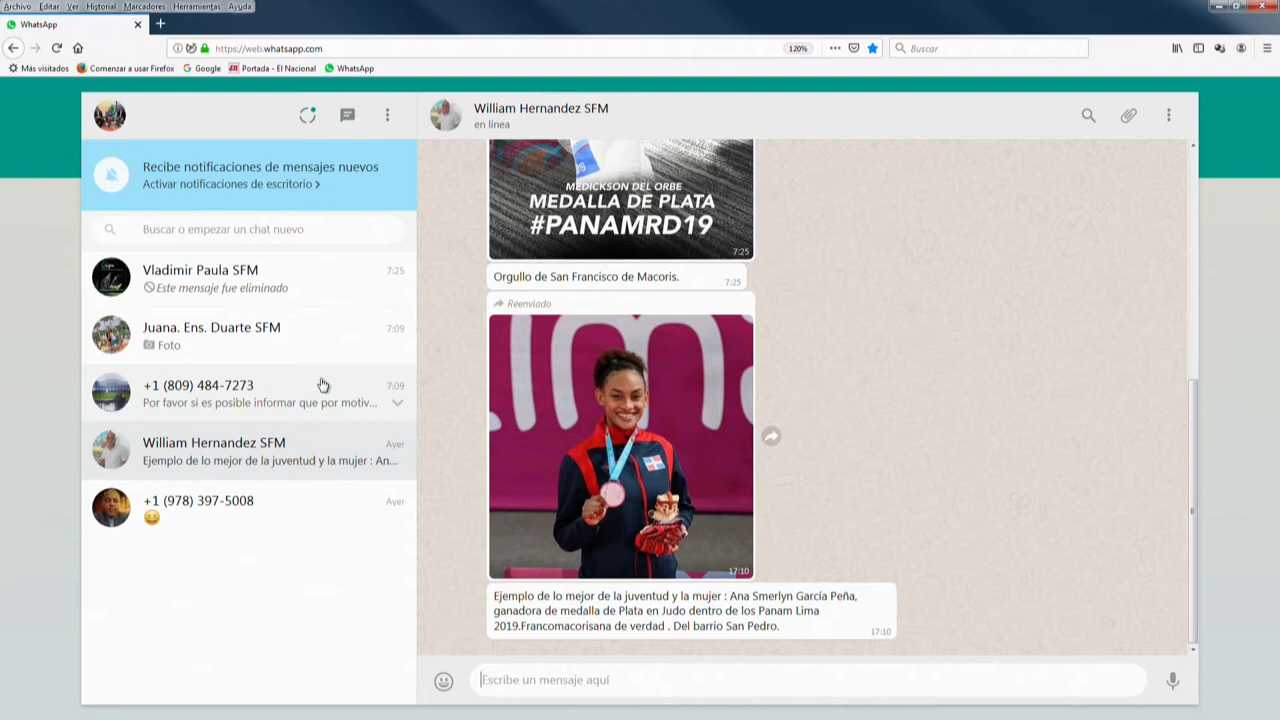 Archivo Editar Ver Historial Marcadores Herramientas Ayuda
WhatsApp
https://web.whatsapp.com
120%
Buscar
Más visitados Comenzar a usar Firefox Google Portada - El Nacional WhatsApp
William Hernandez SFM
en línea
Recibe notificaciones de mensajes nuevos
Activar notificaciones de escritorio >
Buscar o empezar un chat nuevo
Vladimir Paula SFM 7:25
Este mensaje fue eliminado
Juana. Ens. Duarte SFM 7:09
Foto
+1 (809) 484-7273 7:09
Por favor si es posible informar que por motiv...
William Hernandez SFM Ayer
Ejemplo de lo mejor de la juventud y la mujer : An...
+1 (978) 397-5008 Ayer
MEDICKSON DEL ORBE
MEDALLA DE PLATA
#PANAMRD19
7:25
Orgullo de San Francisco de Macoris. 7:25
Reenviado
17:10
Ejemplo de lo mejor de la juventud y la mujer : Ana Smerlyn García Peña,
ganadora de medalla de Plata en Judo dentro de los Panam Lima
2019.Francomacorisana de verdad . Del barrio San Pedro. 17:10
Escribe un mensaje aquí